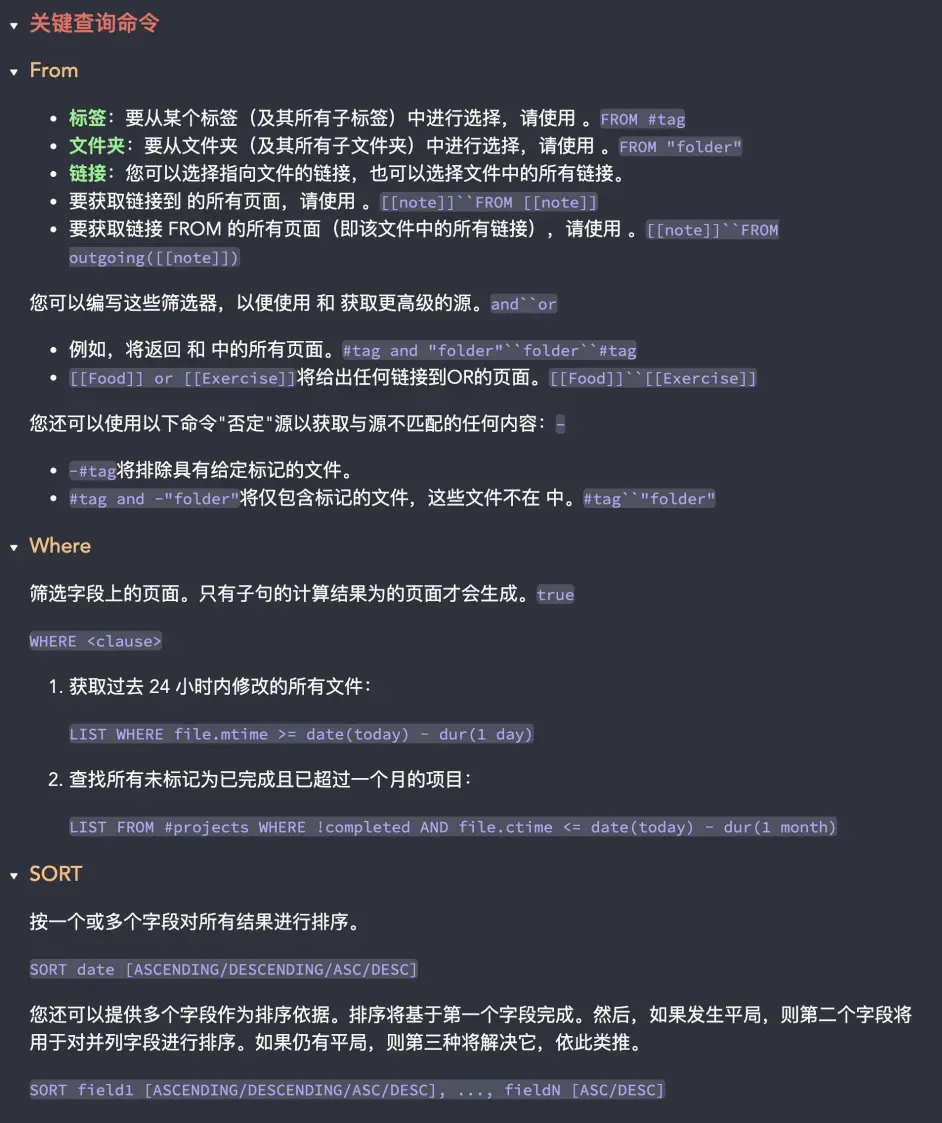 关键查询命令
From
标签：要从某个标签（及其所有子标签）中进行选择，请使用 。FROM #tag
文件夹：要从文件夹（及其所有子文件夹）中进行选择，请使用 。FROM "folder"
链接：您可以选择指向文件的链接，也可以选择文件中的所有链接。
要获取链接到 的所有页面，请使用 。[[note]]``FROM [[note]]
要获取链接 FROM 的所有页面（即该文件中的所有链接），请使用 。[[note]]``FROM
outgoing([[note]])
您可以编写这些筛选器，以便使用 和 获取更高级的源。and``or
例如，将返回 和 中的所有页面。#tag and "folder"``folder``#tag
[[Food]] or [[Exercise]]将给出任何链接到OR的页面。[[Food]]``[[Exercise]]
您还可以使用以下命令"否定"源以获取与源不匹配的任何内容：-
-#tag将排除具有给定标记的文件。
#tag and -"folder"将仅包含标记的文件，这些文件不在 中。#tag``"folder"
Where
筛选字段上的页面。只有子句的计算结果为的页面才会生成。true
WHERE <clause>
1. 获取过去 24 小时内修改的所有文件：
LIST WHERE file.mtime >= date(today) - dur(1 day)
2. 查找所有未标记为已完成且已超过一个月的项目：
LIST FROM #projects WHERE !completed AND file.ctime <= date(today) - dur(1 month)
SORT
按一个或多个字段对所有结果进行排序。
SORT date [ASCENDING/DESCENDING/ASC/DESC]
您还可以提供多个字段作为排序依据。排序将基于第一个字段完成。然后，如果发生平局，则第二个字段将
用于对并列字段进行排序。如果仍有平局，则第三种将解决它，依此类推。
SORT field1 [ASCENDING/DESCENDING/ASC/DESC], ..., fieldN [ASC/DESC]